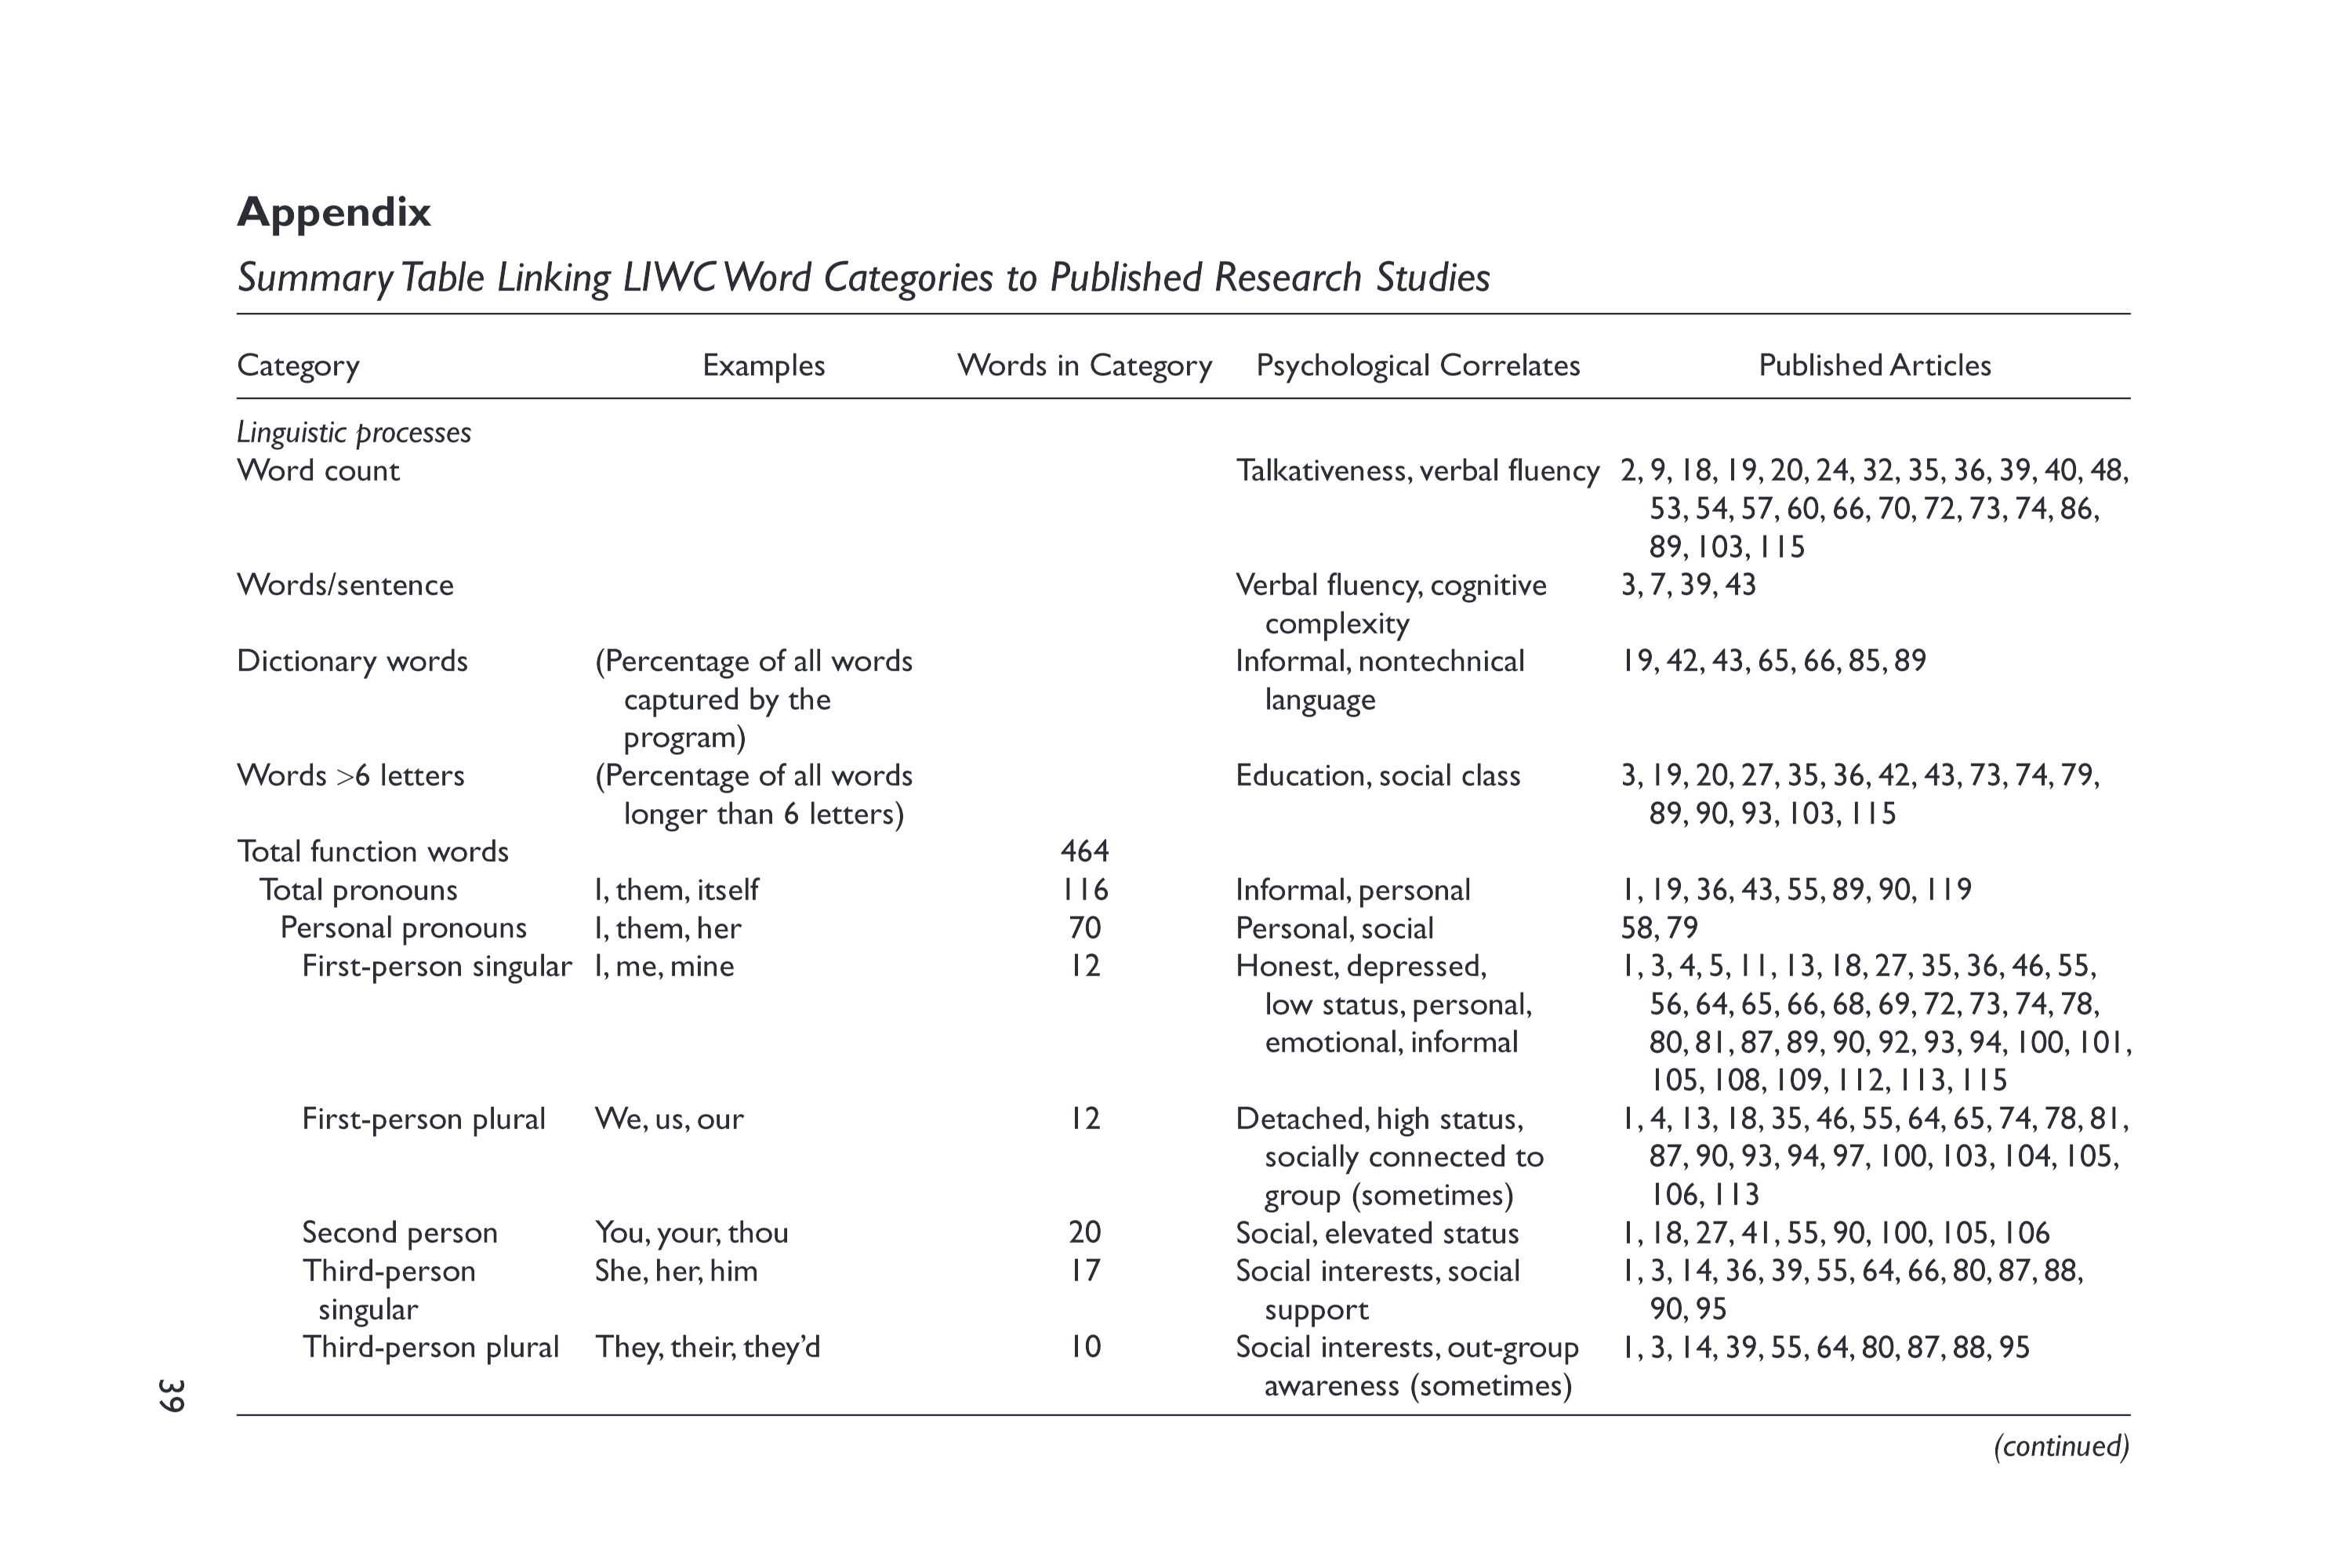 Appendix
Summary Table Linking LIWC Word Categories to Published Research Studies
Category Examples Words in Category Psychological Correlates Published Articles
Linguistic processes
Word count Talkativeness, verbal fluency 2, 9, 18, 19, 20, 24, 32, 35, 36, 39, 40, 48,
53, 54, 57, 60, 66, 70, 72, 73, 74, 86,
89, 103, 115
Words/sentence Verbal fluency, cognitive 3, 7, 39, 43
complexity
Dictionary words (Percentage of all words Informal, nontechnical 19, 42, 43, 65, 66, 85, 89
captured by the language
program)
Words >6 letters (Percentage of all words Education, social class 3, 19, 20, 27, 35, 36, 42, 43, 73, 74, 79,
longer than 6 letters) 89, 90, 93, 103, 115
Total function words 464
Total pronouns I, them, itself 116 Informal, personal 1, 19, 36, 43, 55, 89, 90, 119
Personal pronouns I, them, her 70 Personal, social 58, 79
First-person singular I, me, mine 12 Honest, depressed, 1, 3, 4, 5, 11, 13, 18, 27, 35, 36, 46, 55,
low status, personal, 56, 64, 65, 66, 68, 69, 72, 73, 74, 78,
emotional, informal 80, 81, 87, 89, 90, 92, 93, 94, 100, 101,
105, 108, 109, 112, 113, 115
First-person plural We, us, our 12 Detached, high status, 1, 4, 13, 18, 35, 46, 55, 64, 65, 74, 78, 81,
socially connected to 87, 90, 93, 94, 97, 100, 103, 104, 105,
group (sometimes) 106, 113
Second person You, your, thou 20 Social, elevated status 1, 18, 27, 41, 55, 90, 100, 105, 106
Third-person She, her, him 17 Social interests, social 1, 3, 14, 36, 39, 55, 64, 66, 80, 87, 88,
singular support 90, 95
Third-person plural They, their, they’d 10 Social interests, out-group 1, 3, 14, 39, 55, 64, 80, 87, 88, 95
awareness (sometimes)
39
(continued)